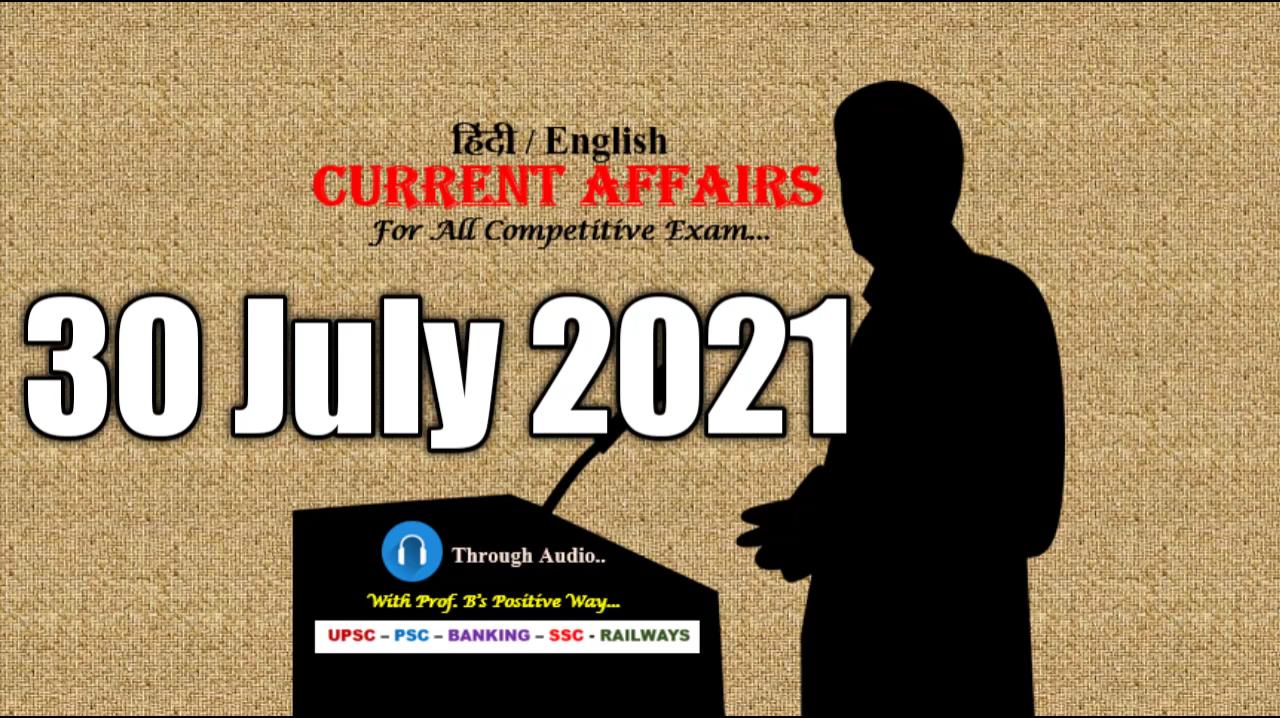 हिंदी / English
CURRENT AFFAIRS
For All Competitive Exam...
30 July 2021
Through Audio..
With Prof. B's Positive Way...
UPSC – PSC – BANKING – SSC - RAILWAYS